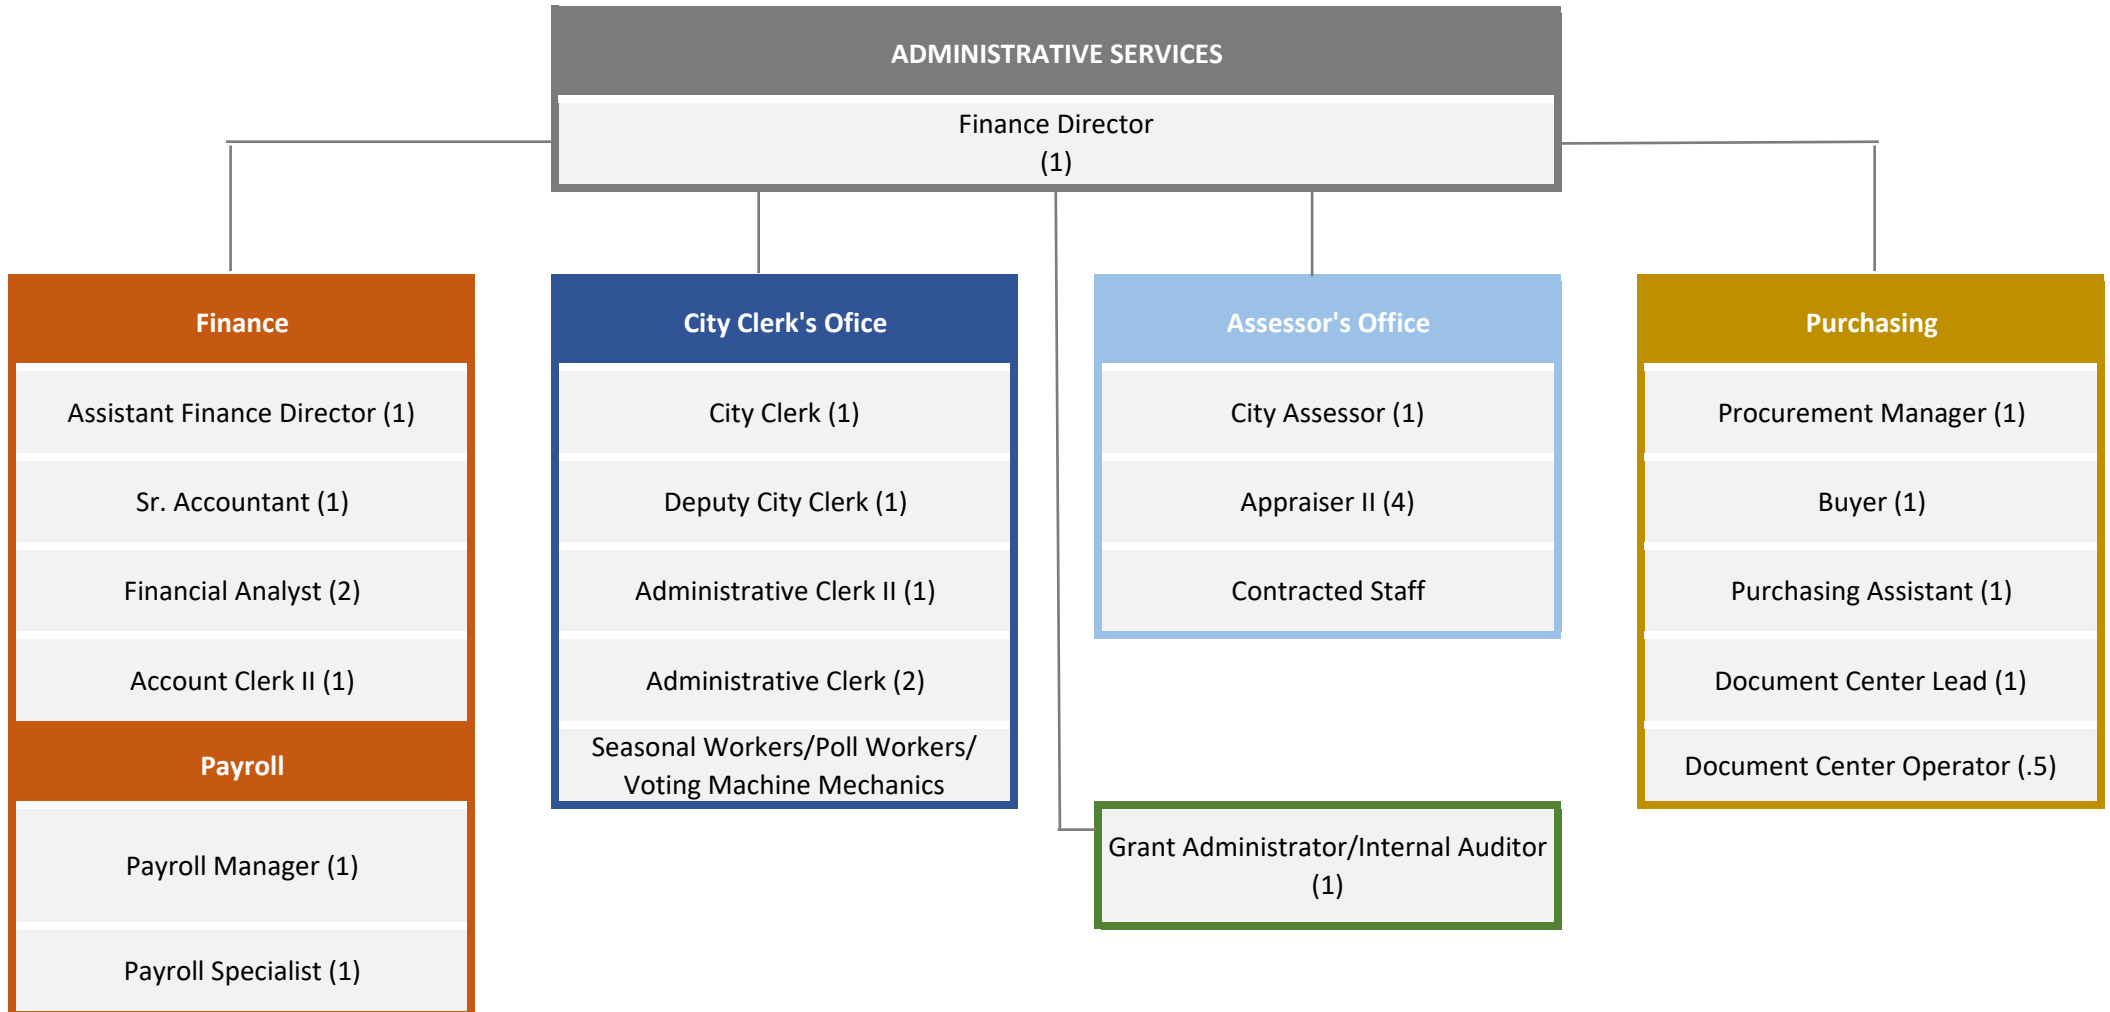 ADMINISTRATIVE SERVICES
Finance Director
(1)
Finance
Assistant Finance Director (1)
Sr. Accountant (1)
Financial Analyst (2)
Account Clerk II (1)
Payroll
Payroll Manager (1)
Payroll Specialist (1)
City Clerk's Ofice
City Clerk (1)
Deputy City Clerk (1)
Administrative Clerk II (1)
Administrative Clerk (2)
Seasonal Workers/Poll Workers/
Voting Machine Mechanics
Assessor's Office
City Assessor (1)
Appraiser II (4)
Contracted Staff
Grant Administrator/Internal Auditor
(1)
Purchasing
Procurement Manager (1)
Buyer (1)
Purchasing Assistant (1)
Document Center Lead (1)
Document Center Operator (.5)